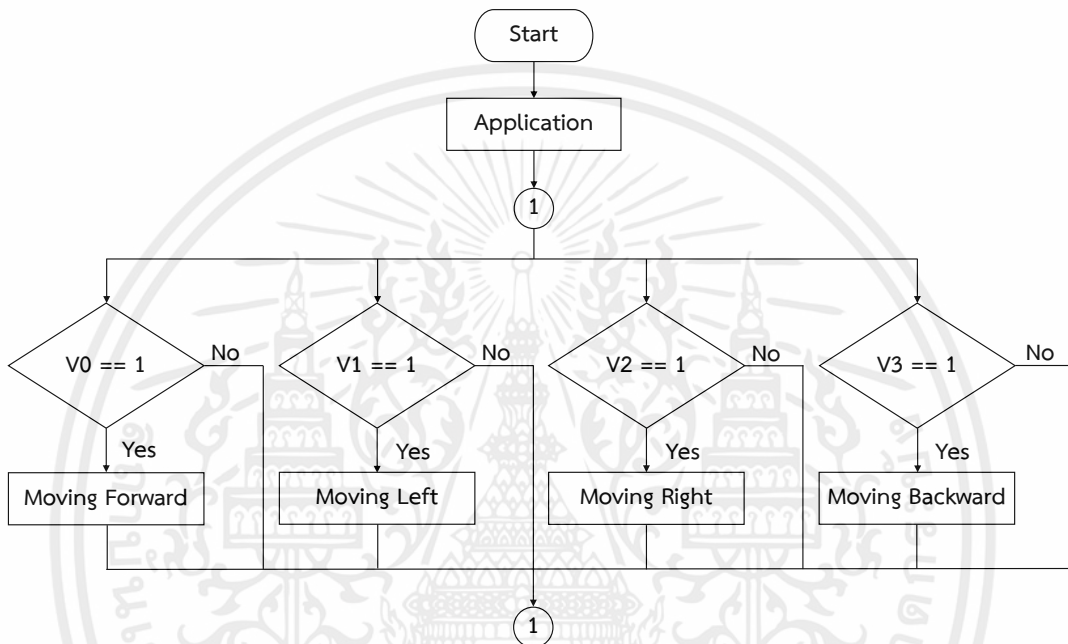 Start
Application
1
V0 == 1
No
V1 == 1
No
V2 == 1
No
V3 == 1
No
Yes
Yes
Yes
Yes
Moving Forward
Moving Left
Moving Right
Moving Backward
1